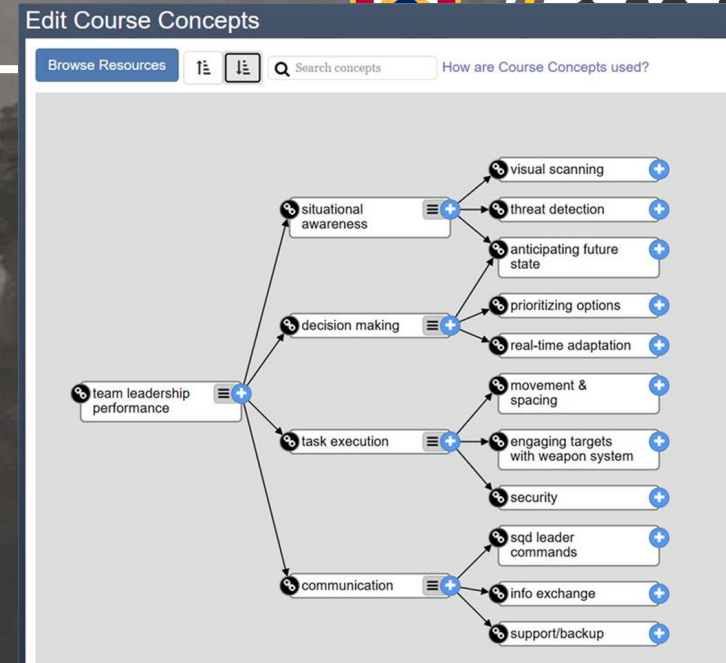 Edit Course Concepts
Browse Resources
Search concepts
How are Course Concepts used?
visual scanning
situational
awareness
threat detection
anticipating future
state
decision making
prioritizing options
real-time adaptation
team leadership
performance
movement &
spacing
task execution
engaging targets
with weapon system
security
sqd leader
commands
communication
info exchange
support/backup